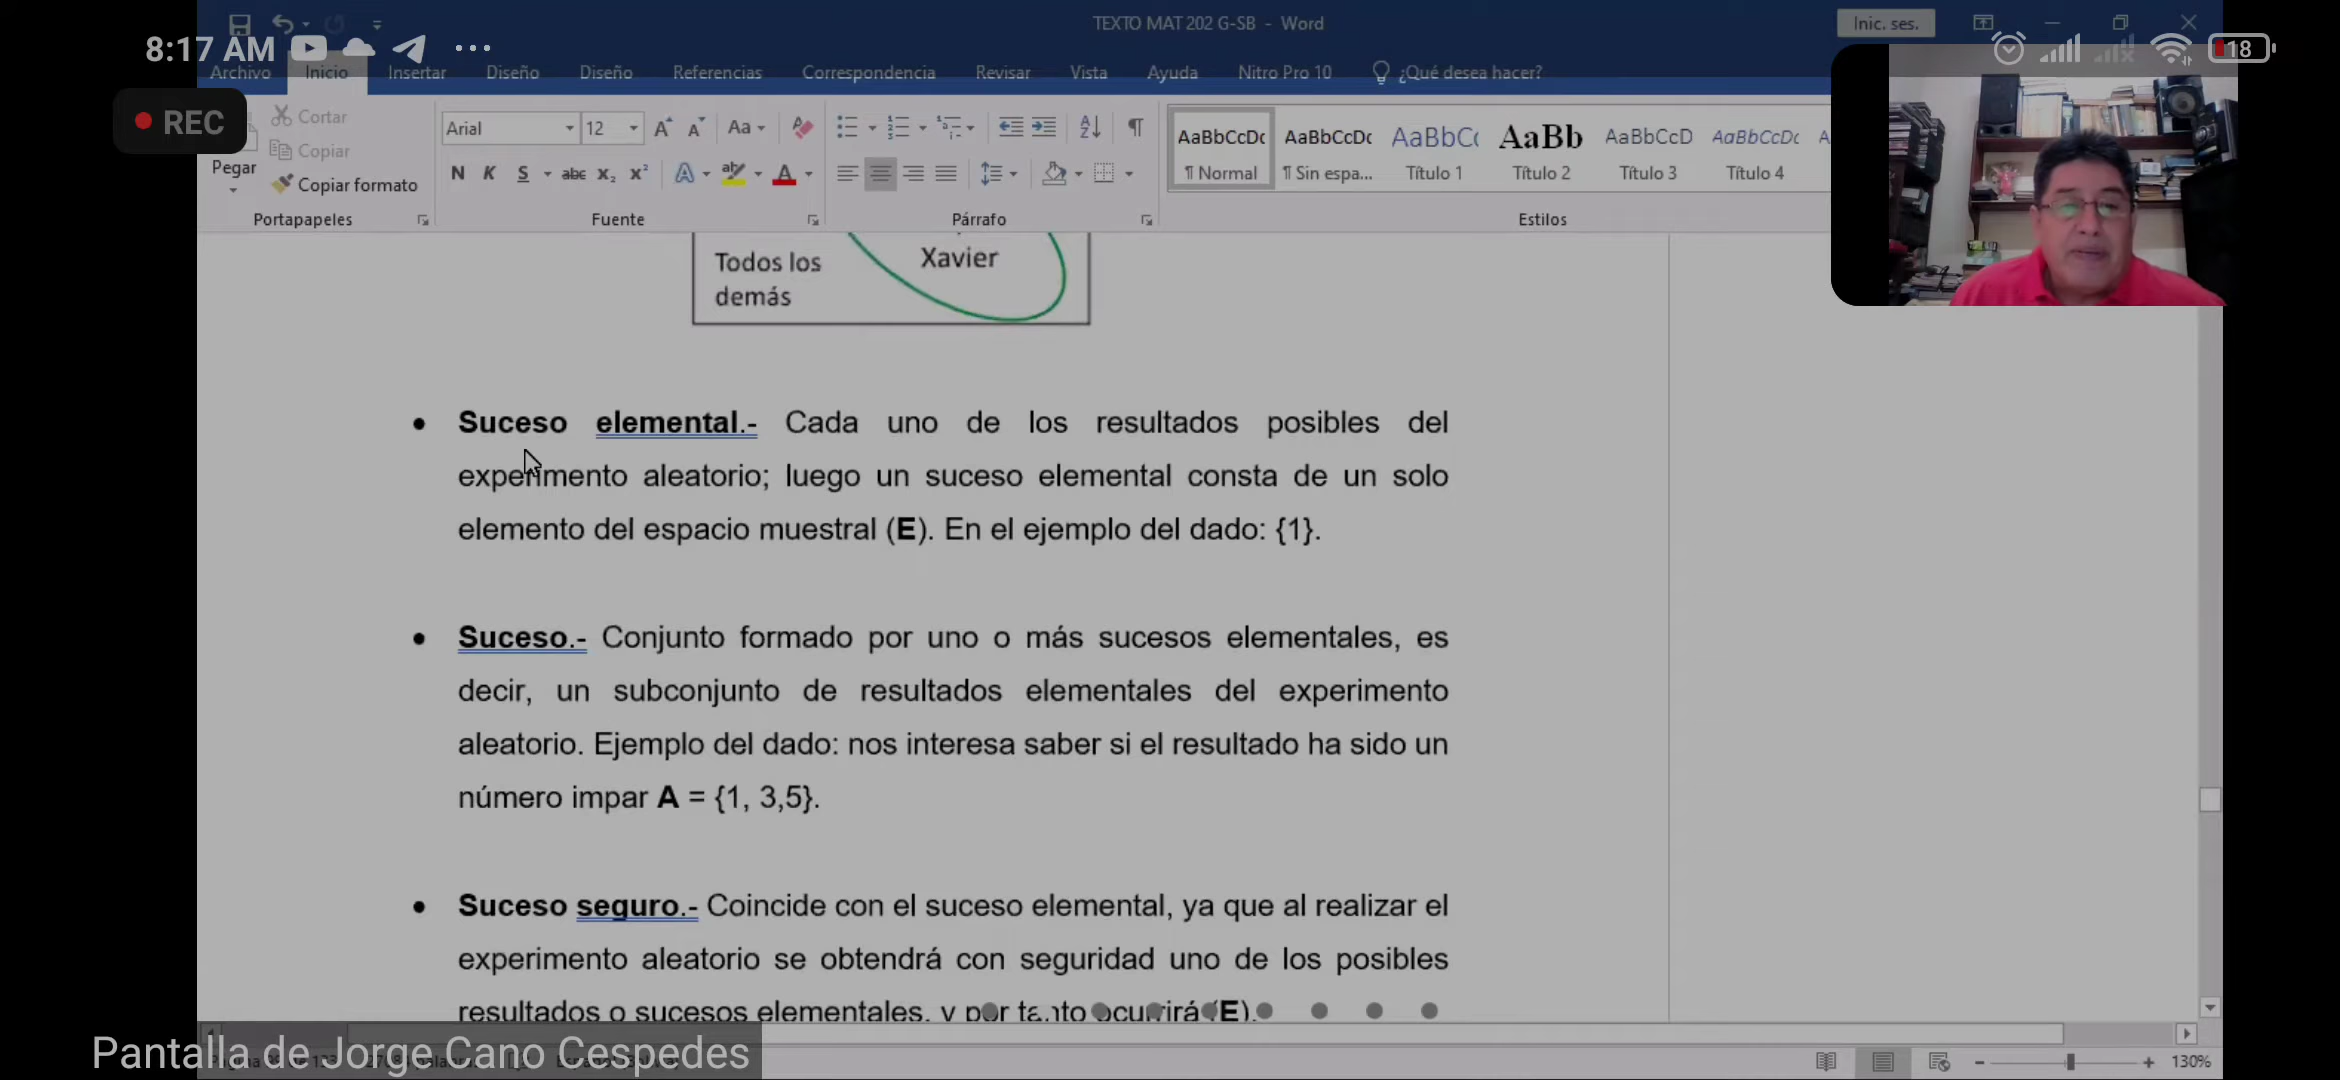 TEXTO MAT 202 G-SB - Word
Inic. ses.
8:17 AM
18
Archivo Inicio Insertar Diseño Diseño Referencias Correspondencia Revisar Vista Ayuda Nitro Pro 10 ¿Qué desea hacer?
REC
Cortar
Copiar
Copiar formato
Pegar
Portapapeles
Arial 12
N K S abc x₂ x²
Fuente
Párrafo
AaBbCcDc AaBbCcDc AaBbC( AaBb AaBbCcD AaBbCcDc
¶ Normal ¶ Sin espa... Título 1 Título 2 Título 3 Título 4
Estilos
Todos los
demás
Xavier
• Suceso elemental.- Cada uno de los resultados posibles del
experimento aleatorio; luego un suceso elemental consta de un solo
elemento del espacio muestral (E). En el ejemplo del dado: {1}.
• Suceso.- Conjunto formado por uno o más sucesos elementales, es
decir, un subconjunto de resultados elementales del experimento
aleatorio. Ejemplo del dado: nos interesa saber si el resultado ha sido un
número impar A = {1, 3,5}.
• Suceso seguro.- Coincide con el suceso elemental, ya que al realizar el
experimento aleatorio se obtendrá con seguridad uno de los posibles
resultados o sucesos elementales, y por tanto ocurrirá (E).
Pantalla de Jorge Cano Cespedes
130%